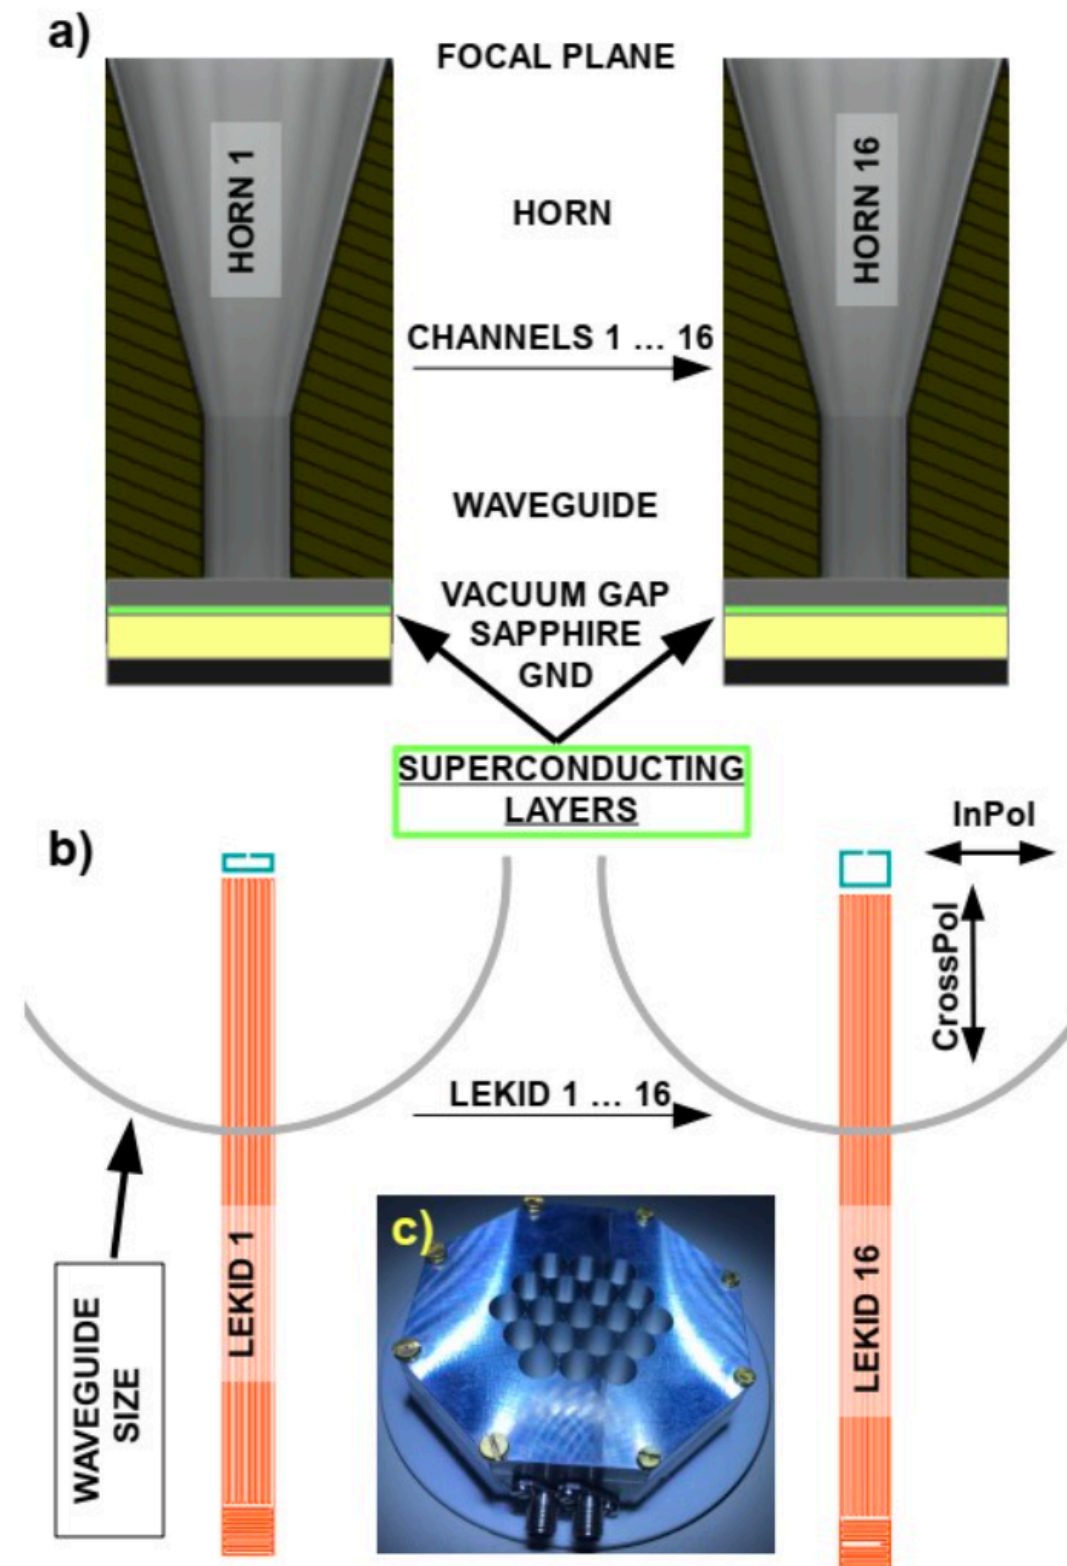 a)
FOCAL PLANE
HORN 1
HORN 16
HORN
CHANNELS 1 ... 16
WAVEGUIDE
VACUUM GAP
SAPPHIRE
GND
SUPERCONDUCTING
LAYERS
b)
InPol
CrossPol
LEKID 1 ... 16
c)
LEKID 1
LEKID 16
WAVEGUIDE
SIZE